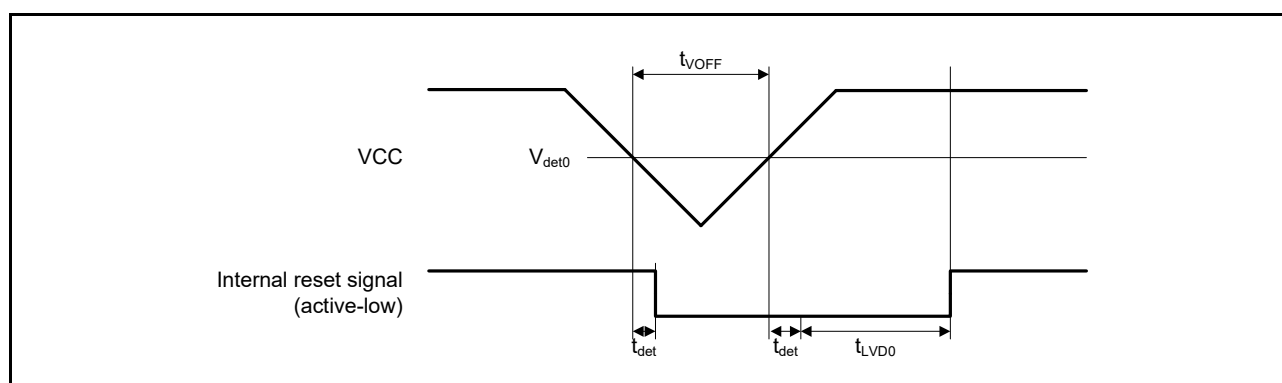 tVOFF
VCC
Vdet0
Internal reset signal
(active-low)
tdet
tdet
tLVD0